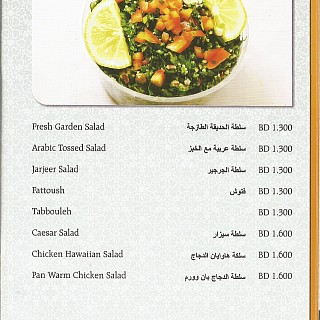 Fresh Garden Salad سلطة الحديقة الطازجة BD 1.300
Arabic Tossed Salad سلطة عربية مع الخبز BD 1.300
Jarjeer Salad سلطة الجرجير BD 1.300
Fattoush فتوش BD 1.300
Tabbouleh BD 1.300
Caesar Salad سلطة سيزار BD 1.600
Chicken Hawaiian Salad سلكة هاوايان الدجاج BD 1.600
Pan Warm Chicken Salad سلطة الدجاج بان وورم BD 1.600